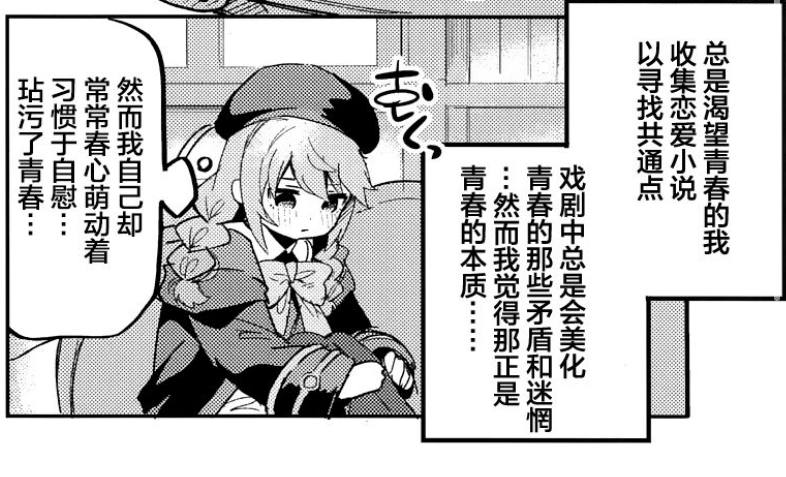 总是渴望青春的我
收集恋爱小说
以寻找共通点
戏剧中总是会美化
青春的那些矛盾和迷惘
…然而我觉得那正是
青春的本质……
むくっ
然而我自己却
常常春心萌动着
习惯于自慰…
玷污了青春…